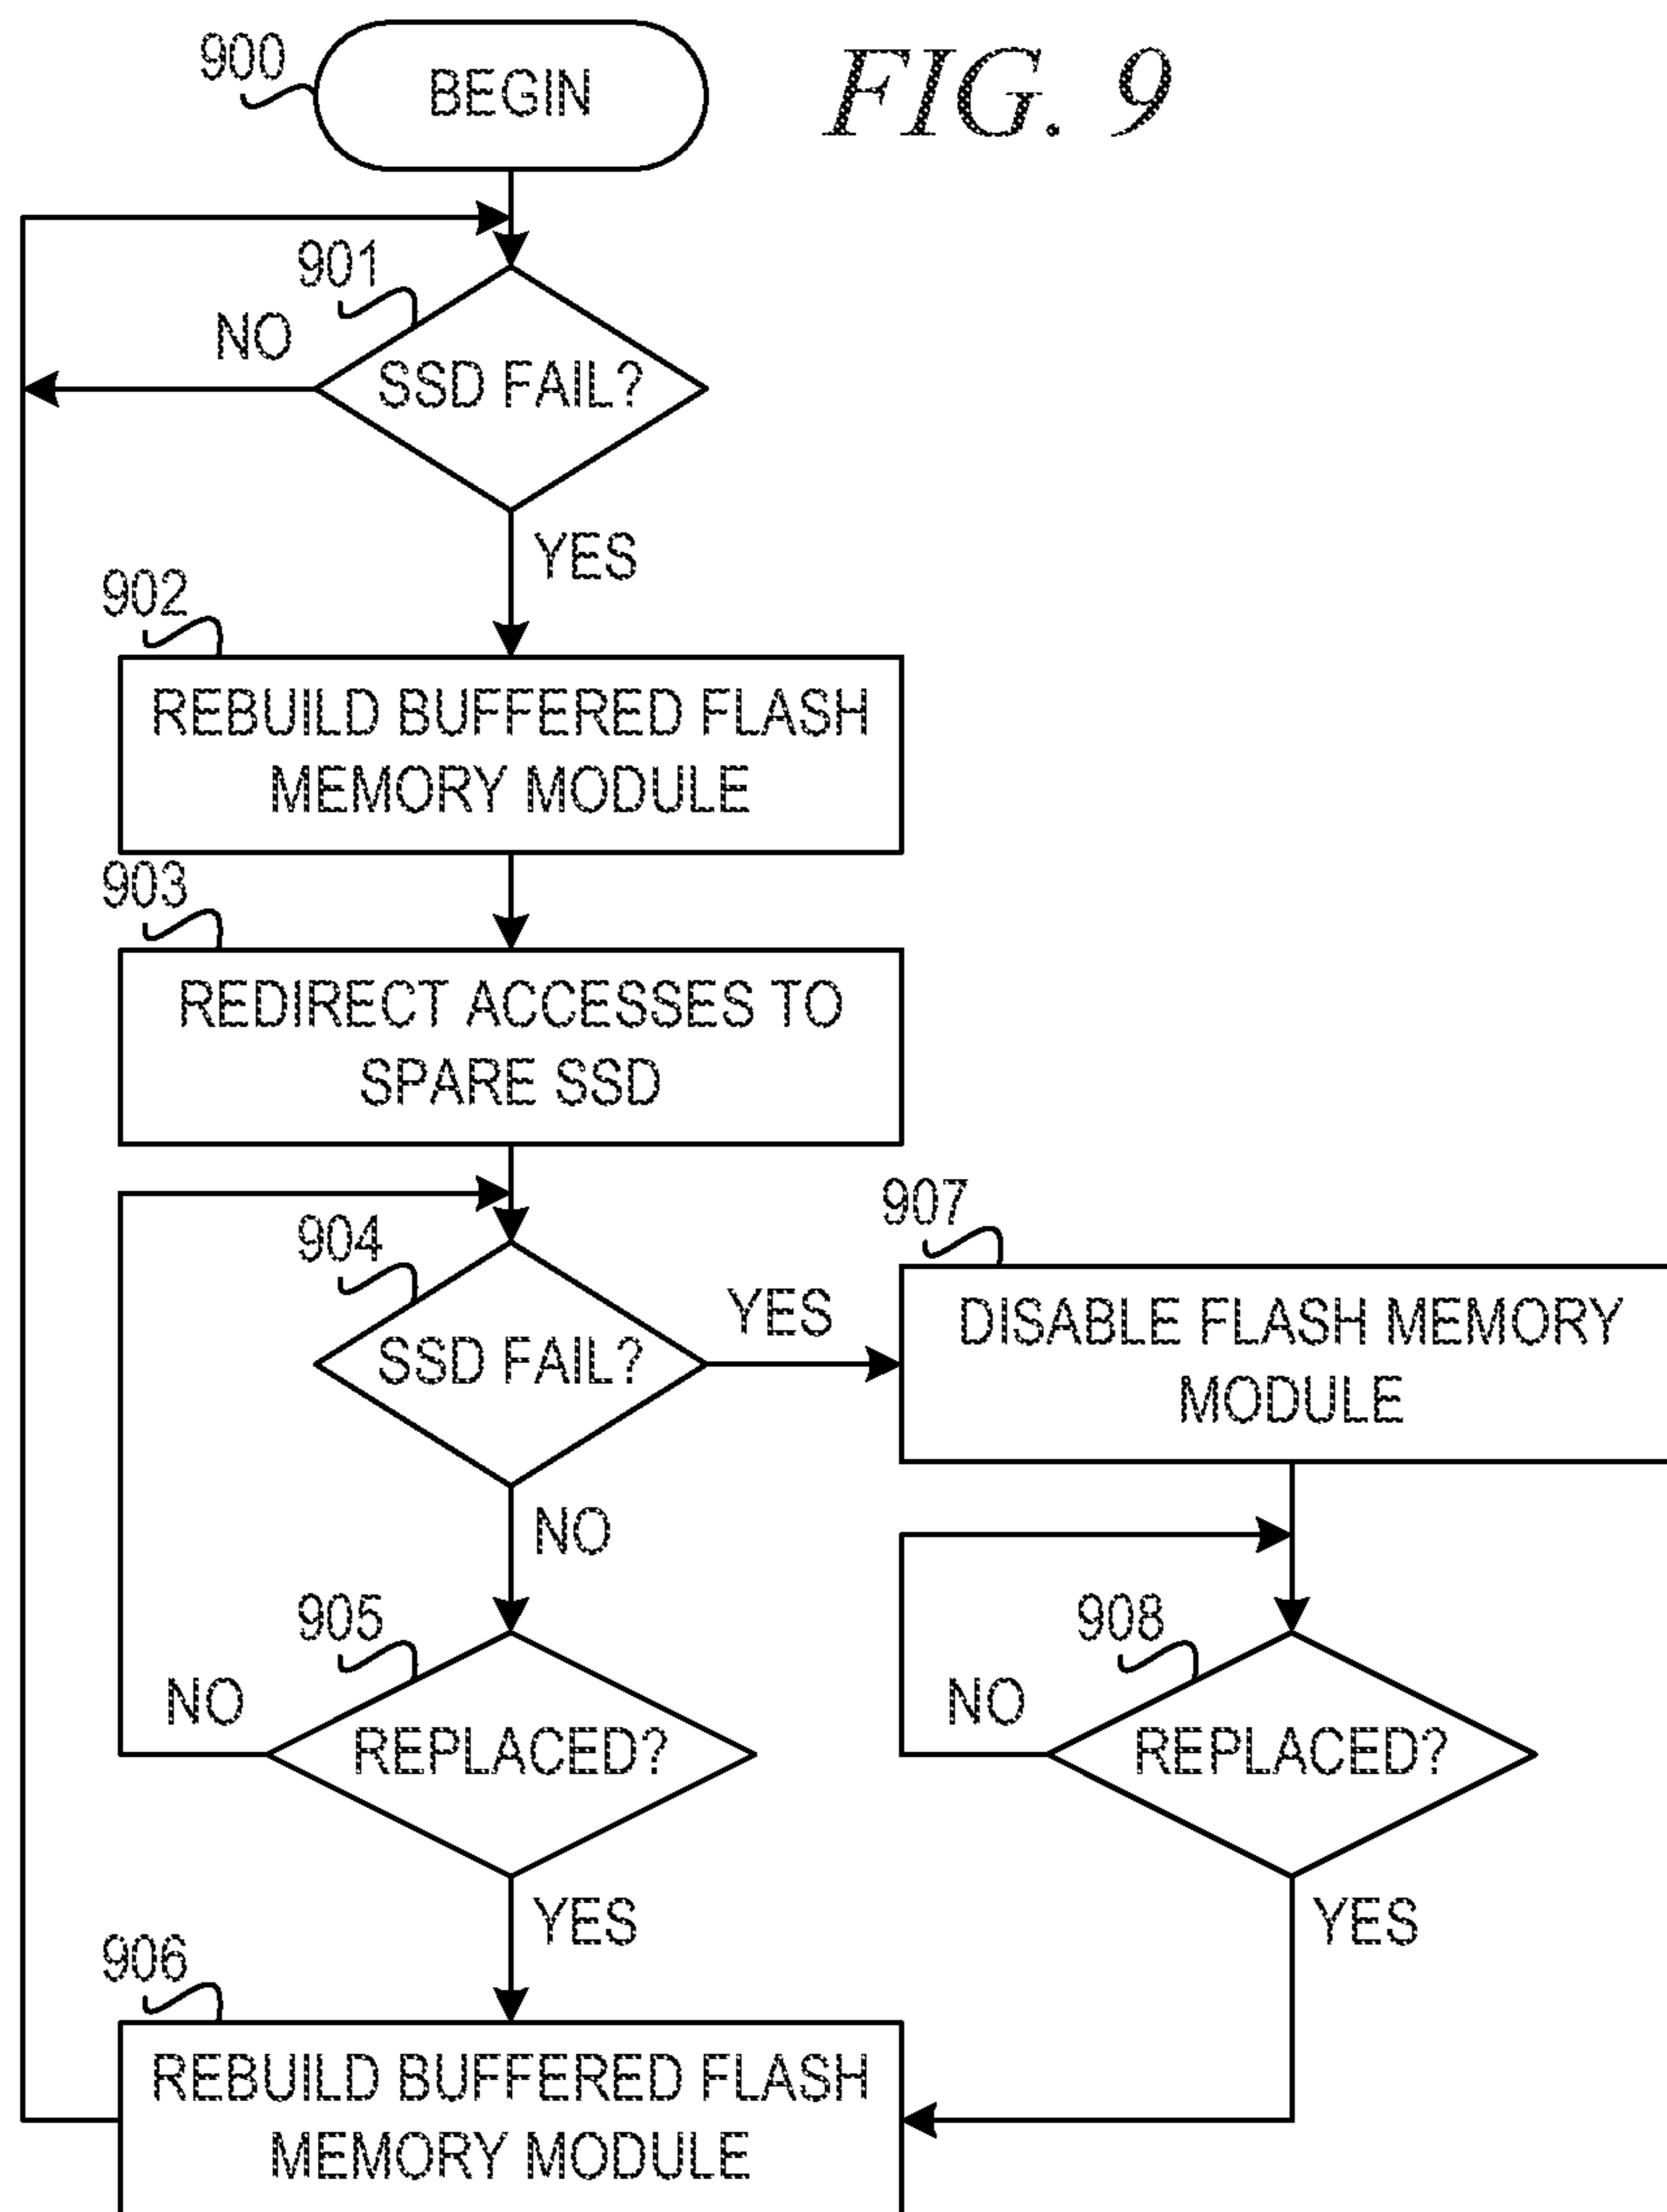 900
BEGIN
FIG. 9
901
NO
SSD FAIL?
YES
902
REBUILD BUFFERED FLASH
MEMORY MODULE
903
REDIRECT ACCESSES TO
SPARE SSD
904
SSD FAIL?
YES
907
DISABLE FLASH MEMORY
MODULE
NO
905
NO
REPLACED?
908
NO
REPLACED?
YES
YES
906
REBUILD BUFFERED FLASH
MEMORY MODULE